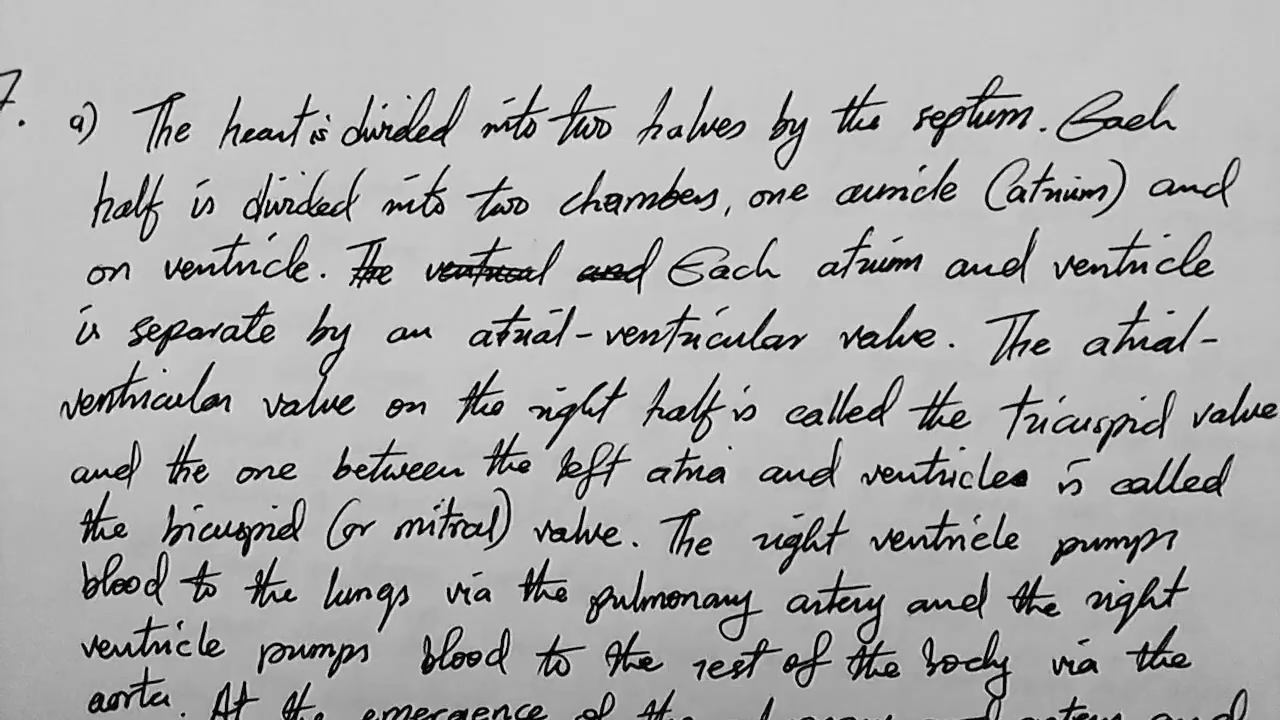 7. a) The heart is divided into two halves by the septum. Each
half is divided into two chambers, one auricle (atrium) and
on ventricle. The ventrical and Each atrium and ventricle
is separate by an atrial-ventricular valve. The atrial-
ventricular valve on the right half is called the tricuspid valve
and the one between the left atria and ventricle is called
the bicuspid (or mitral) valve. The right ventricle pumps
blood to the lungs via the pulmonary artery and the right
ventricle pumps blood to the rest of the body via the
aorta. At the emergence of the pulmonary artery and